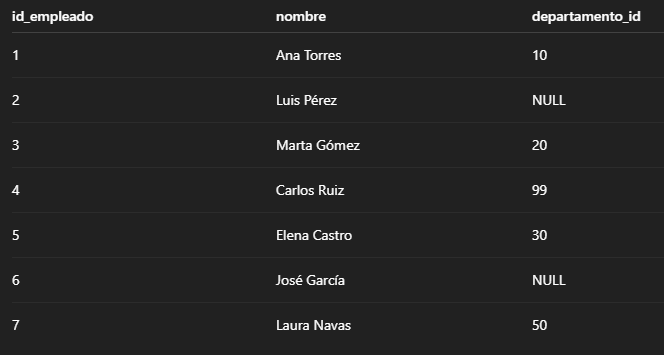 id_empleado nombre departamento_id
1 Ana Torres 10
2 Luis Pérez NULL
3 Marta Gómez 20
4 Carlos Ruiz 99
5 Elena Castro 30
6 José García NULL
7 Laura Navas 50